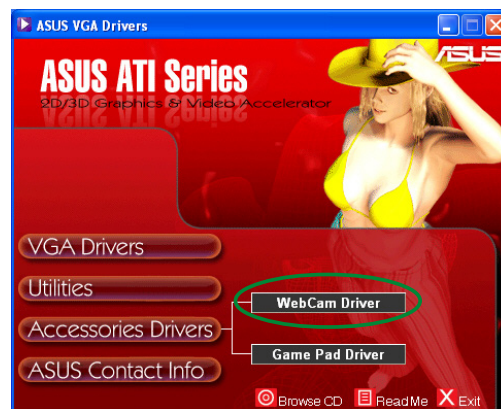 ASUS VGA Drivers
ASUS
ASUS ATI Series
2D/3D Graphics & Video Accelerator
VGA Drivers
Utilities
WebCam Driver
Accessories Drivers
Game Pad Driver
ASUS Contact Info
Browse CD ReadMe X Exit